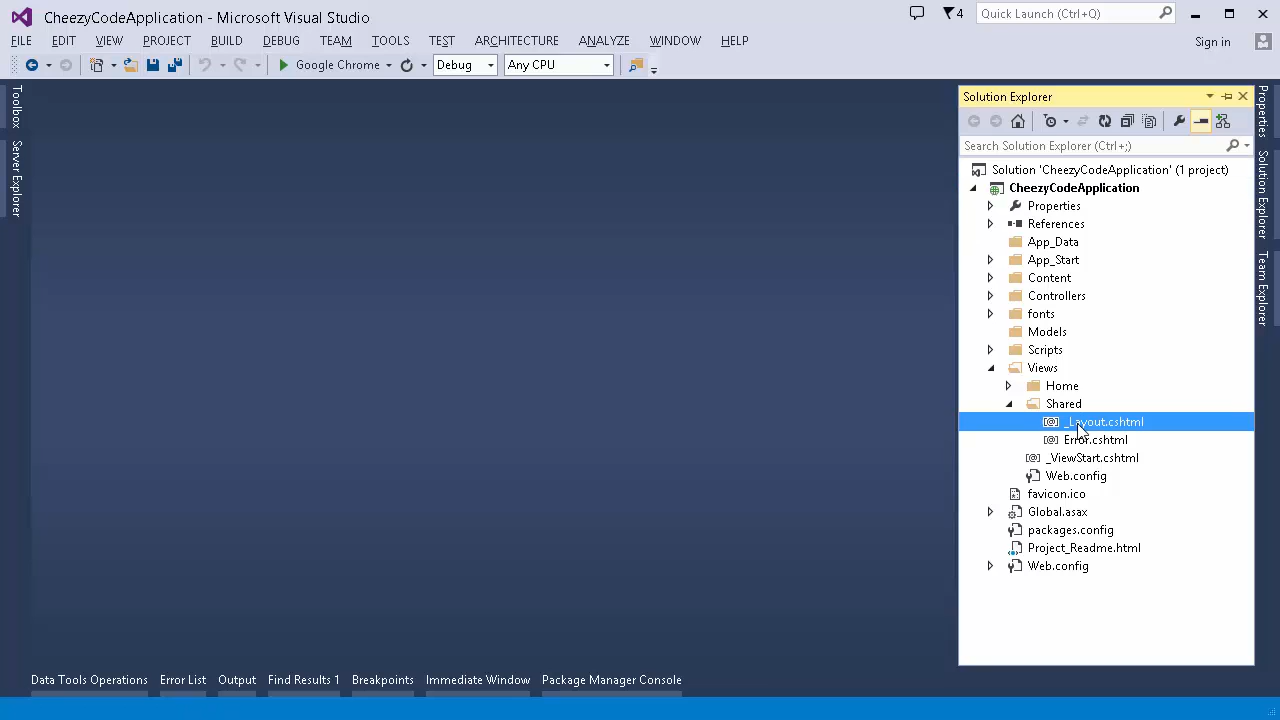 CheezyCodeApplication - Microsoft Visual Studio
4
Quick Launch (Ctrl+Q)
FILE EDIT VIEW PROJECT BUILD DEBUG TEAM TOOLS TEST ARCHITECTURE ANALYZE WINDOW HELP
Sign in
Google Chrome
Debug
Any CPU
Toolbox
Server Explorer
Solution Explorer
Search Solution Explorer (Ctrl+;)
Solution 'CheezyCodeApplication' (1 project)
CheezyCodeApplication
Properties
References
App_Data
App_Start
Content
Controllers
fonts
Models
Scripts
Views
Home
Shared
_Layout.cshtml
Error.cshtml
_ViewStart.cshtml
Web.config
favicon.ico
Global.asax
packages.config
Project_Readme.html
Web.config
Properties
Solution Explorer
Team Explorer
Data Tools Operations Error List Output Find Results 1 Breakpoints Immediate Window Package Manager Console